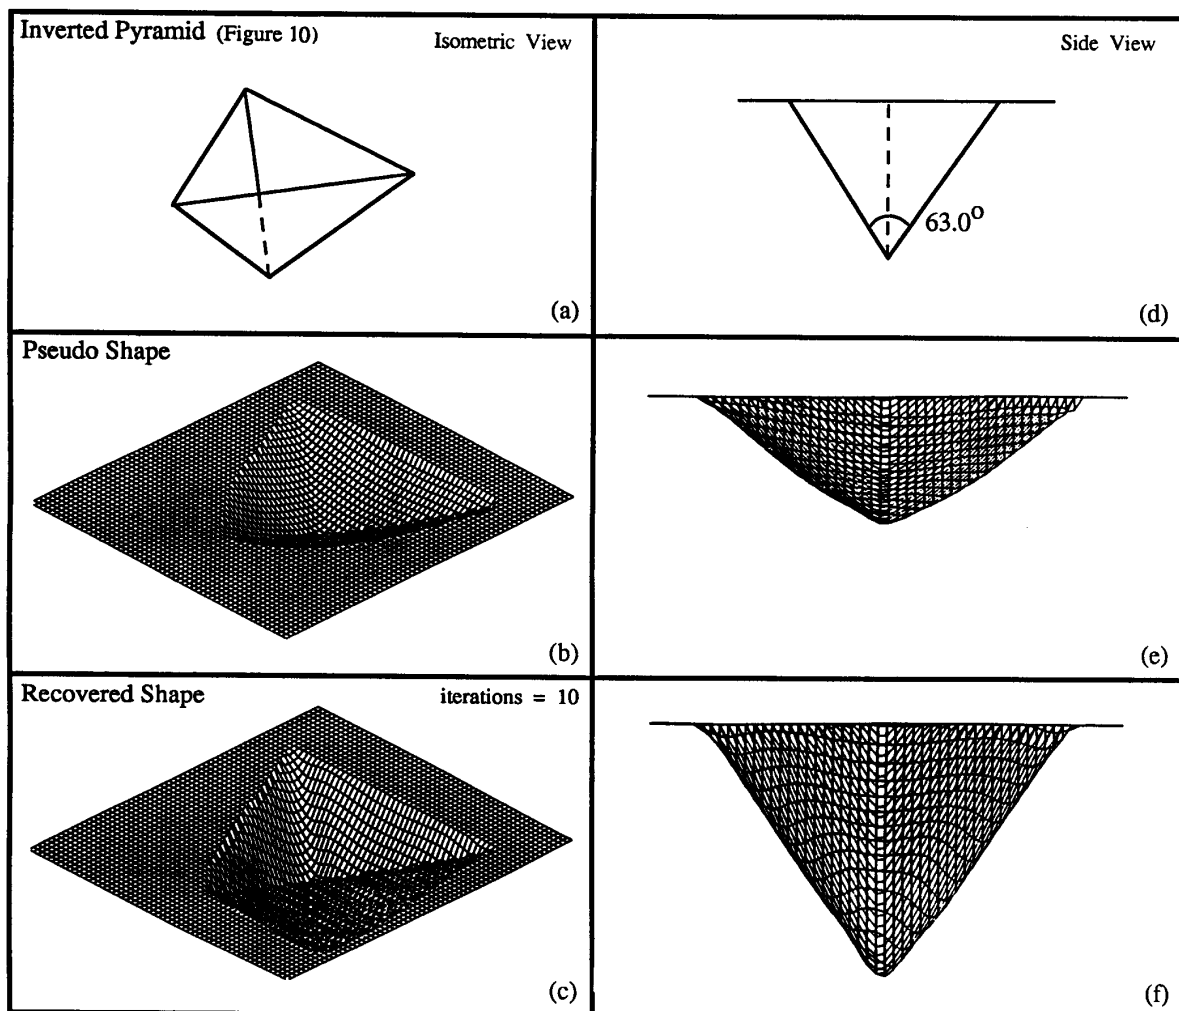 Inverted Pyramid (Figure 10)
Isometric View
(a)
Side View
63.0°
(d)
Pseudo Shape
(b)
(e)
Recovered Shape
iterations = 10
(c)
(f)